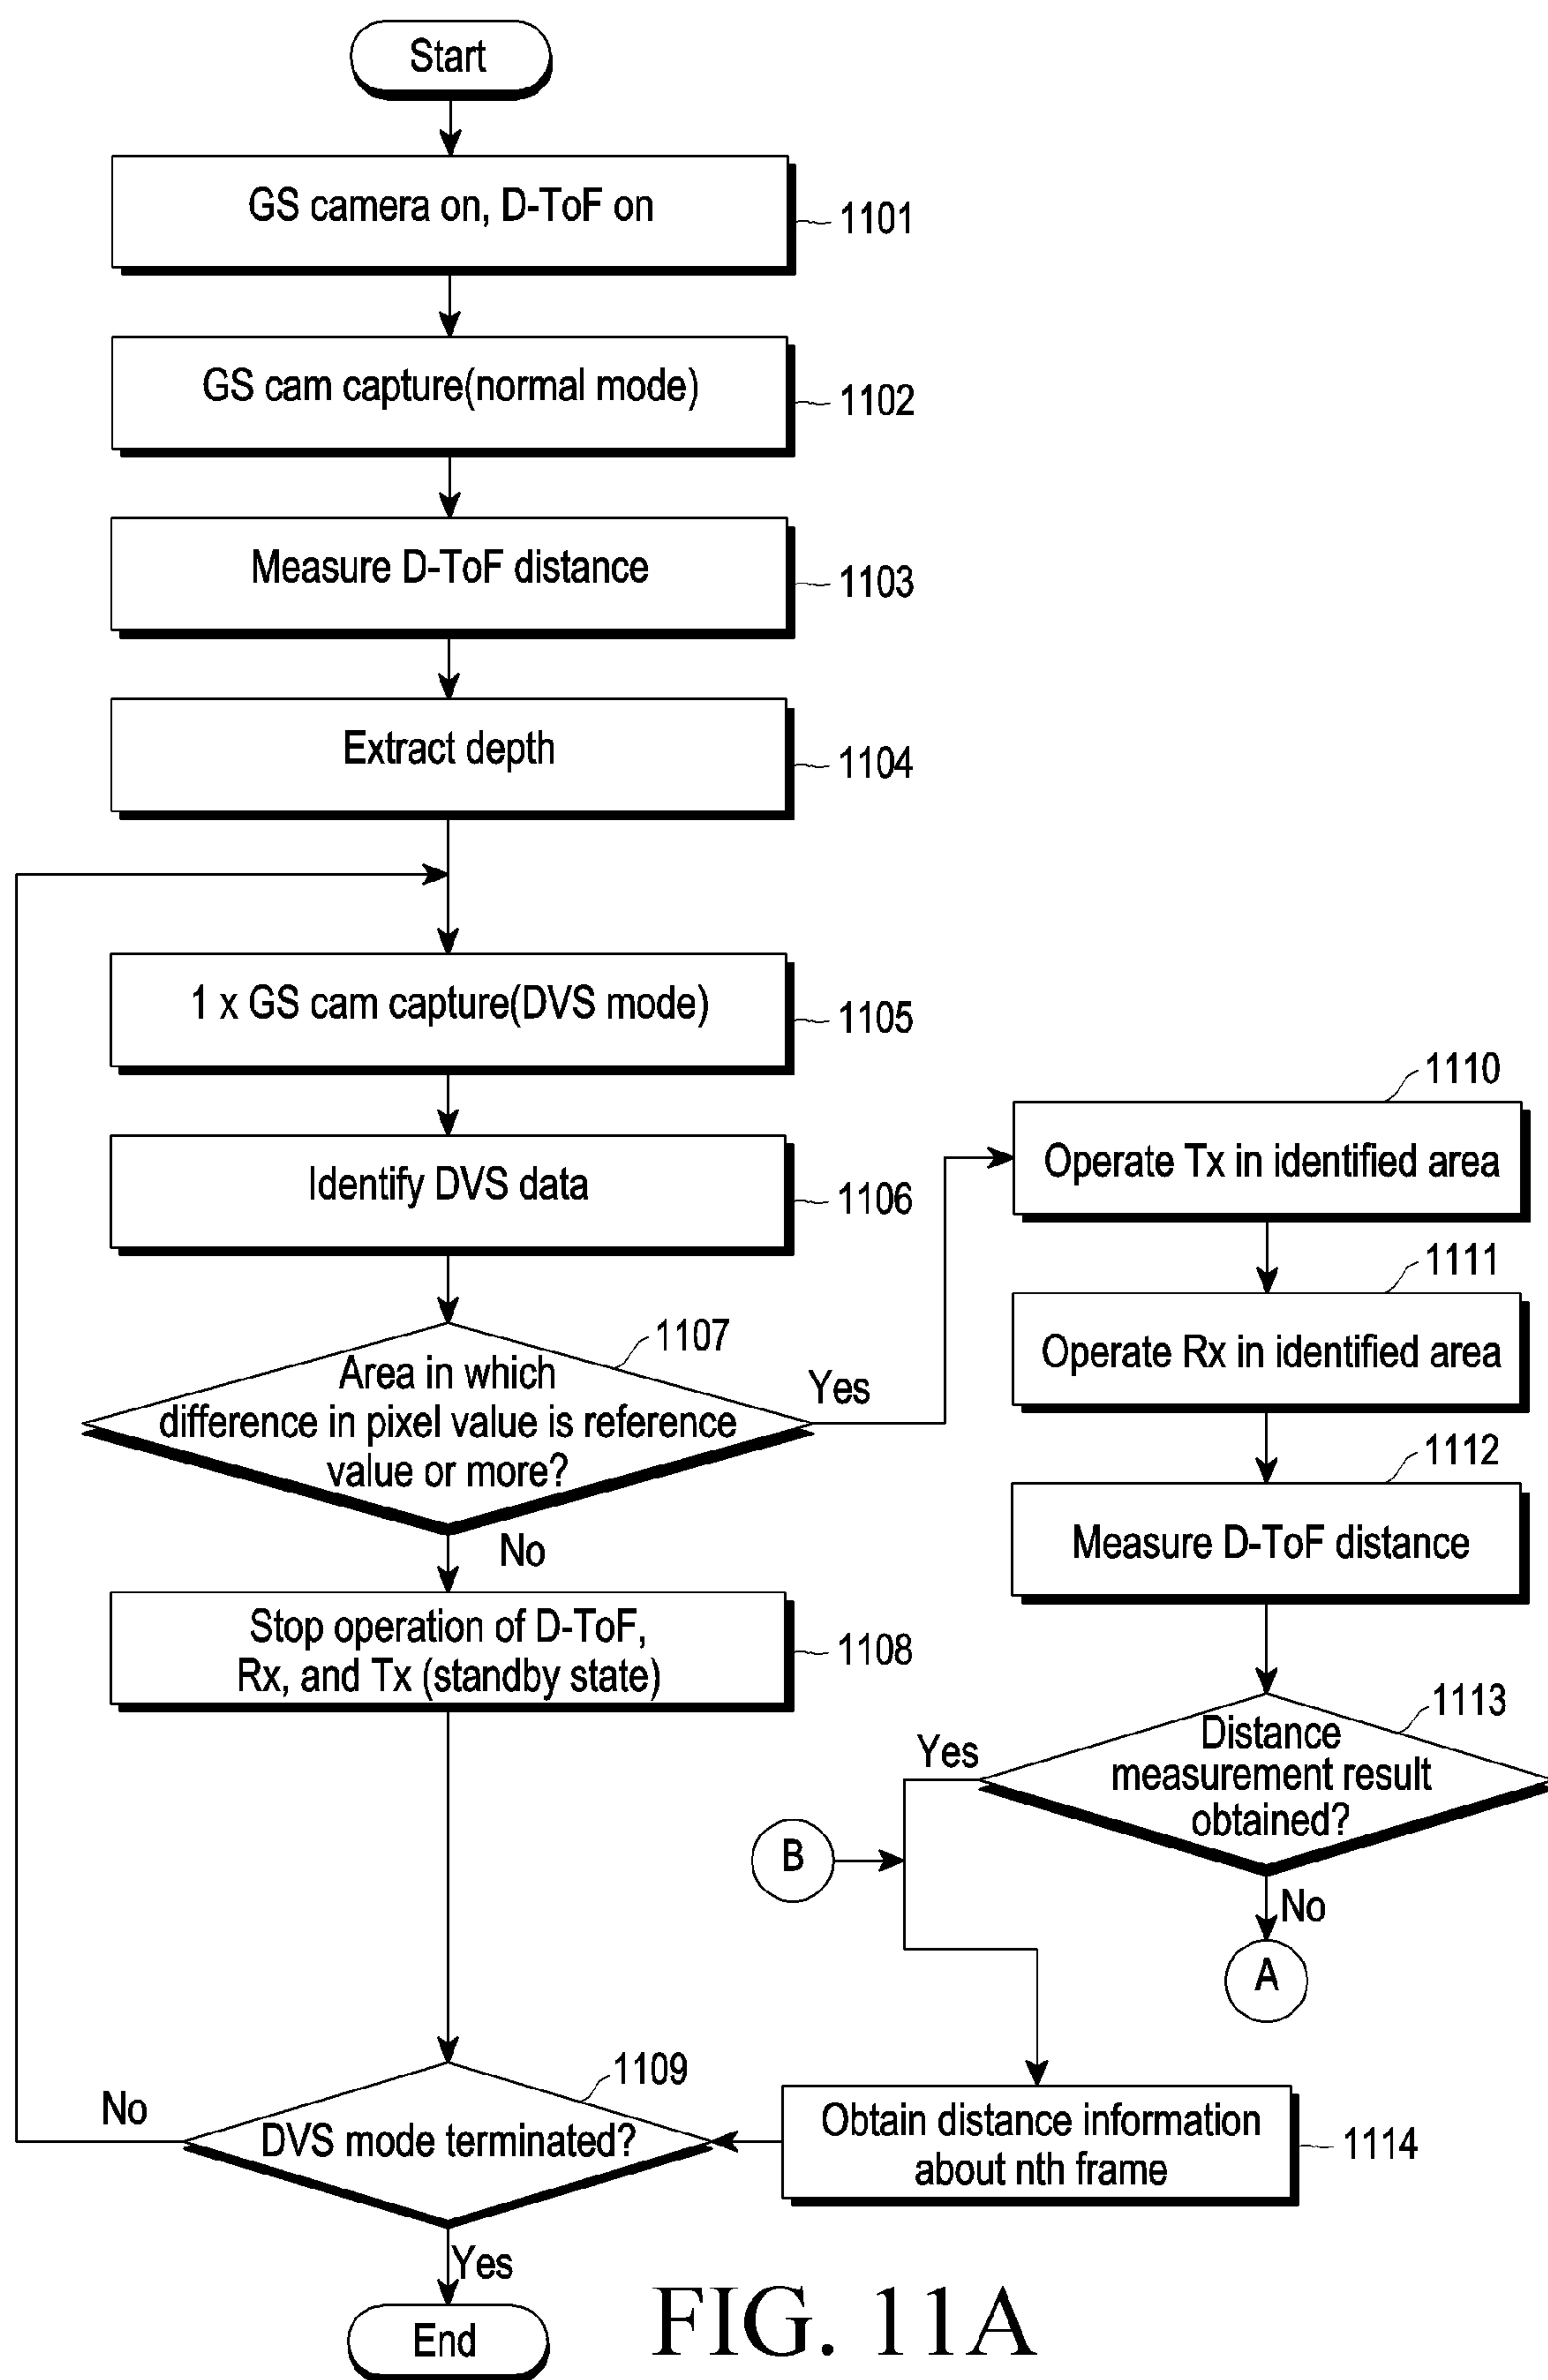 Start
GS camera on, D-ToF on
1101
GS cam capture(normal mode)
1102
Measure D-ToF distance
1103
Extract depth
1104
1 x GS cam capture(DVS mode)
1105
Identify DVS data
1106
1107
Area in which
difference in pixel value is reference
value or more?
Yes
No
Stop operation of D-ToF,
Rx, and Tx (standby state)
1108
1109
DVS mode terminated?
No
Yes
End
1110
Operate Tx in identified area
1111
Operate Rx in identified area
1112
Measure D-ToF distance
1113
Distance
measurement result
obtained?
Yes
No
B
A
Obtain distance information
about nth frame
1114
FIG. 11A